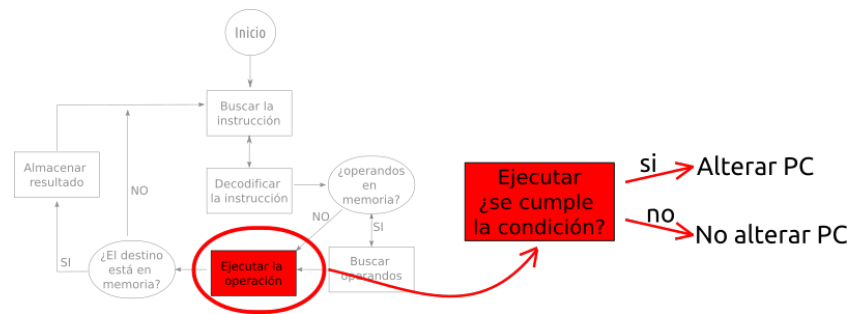 Inicio
Buscar la
instrucción
Decodificar
la instrucción
¿operandos
en
memoria?
NO
SI
Buscar
operandos
Ejecutar la
operación
¿El destino
está en
memoria?
SI
NO
Almacenar
resultado
Ejecutar
¿se cumple
la condición?
si
Alterar PC
no
No alterar PC